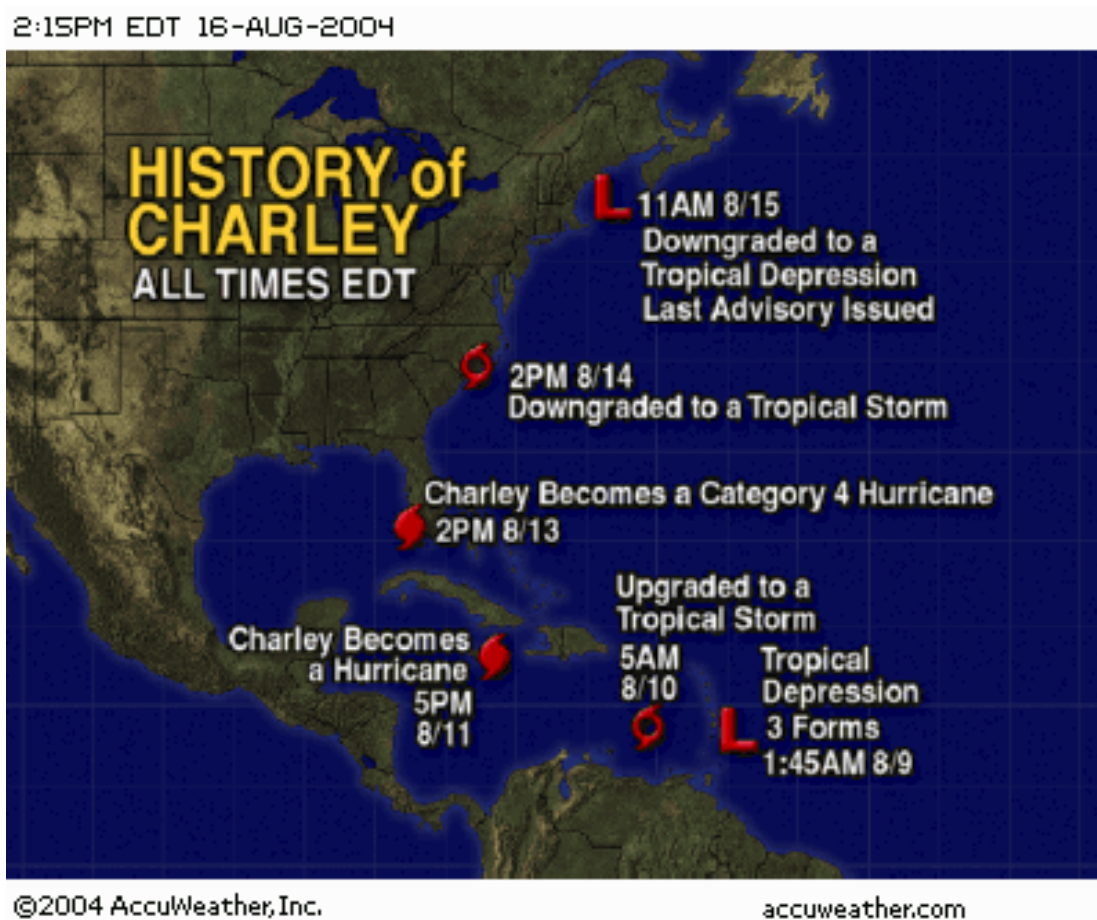 2:15PM EDT 16-AUG-2004
HISTORY of
CHARLEY
ALL TIMES EDT
L 11AM 8/15
Downgraded to a
Tropical Depression
Last Advisory Issued
2PM 8/14
Downgraded to a Tropical Storm
Charley Becomes a Category 4 Hurricane
2PM 8/13
Upgraded to a
Tropical Storm
5AM
8/10
Charley Becomes
a Hurricane
5PM
8/11
Tropical
Depression
L 3 Forms
1:45AM 8/9
©2004 AccuWeather, Inc.
accuweather.com